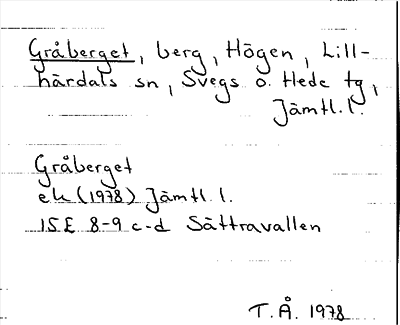 Gråberget, berg, Högen, Lill-
härdals sn, Svegs o. Hede tg,
Jämtl. l.
Gråberget
ek (1978) Jämtl. l.
15E 8-9 c-d Sättravallen
T.Å. 1978